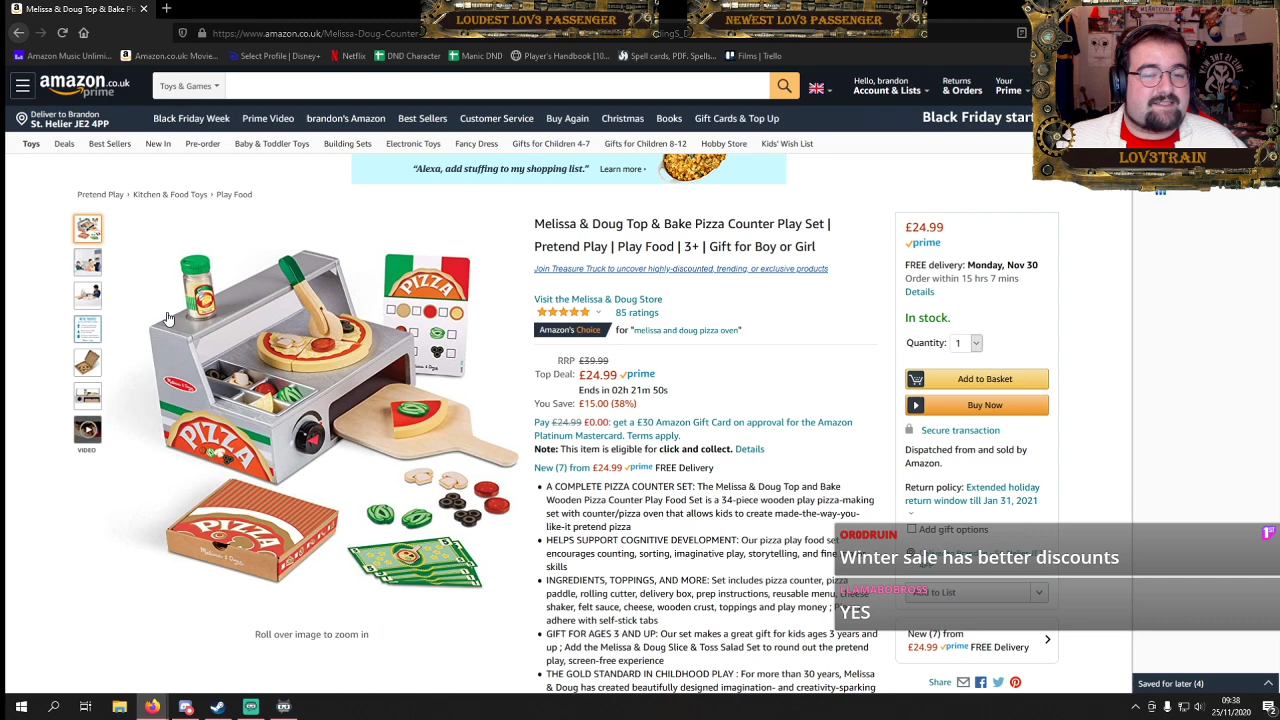 Melissa & Doug Top & Bake Pi
LOUDEST LOV3 PASSENGER
NEWEST LOV3 PASSENGER
https://www.amazon.co.uk/Melissa-Doug-Counter-
Amazon Music Unlimi...
Amazon.co.uk: Movie...
Select Profile | Disney+
Netflix
DND Character
Manic DND
Player's Handbook [10...
Spell cards, PDF. Spells...
Films | Trello
amazon.co.uk
prime
Toys & Games
Hello, brandon
Account & Lists
Returns
& Orders
Your
Prime
Deliver to Brandon
St. Helier JE2 4PP
Black Friday Week
Prime Video
Brandon's Amazon
Best Sellers
Customer Service
Buy Again
Christmas
Books
Gift Cards & Top Up
Black Friday star
LOV3TRAIN
Toys
Deals
Best Sellers
New In
Pre-order
Baby & Toddler Toys
Building Sets
Electronic Toys
Fancy Dress
Gifts for Children 4-7
Gifts for Children 8-12
Hobby Store
Kids' Wish List
“Alexa, add stuffing to my shopping list.”
Learn more ›
Pretend Play › Kitchen & Food Toys › Play Food
VIDEO
PIZZA
PIZZA
PIZZA
Roll over image to zoom in
Melissa & Doug Top & Bake Pizza Counter Play Set |
Pretend Play | Play Food | 3+ | Gift for Boy or Girl
Join Treasure Truck to uncover highly-discounted, trending, or exclusive products
Visit the Melissa & Doug Store
85 ratings
Amazon's Choice for "melissa and doug pizza oven"
RRP £39.99
Top Deal: £24.99 prime
Ends in 02h 21m 50s
You Save: £15.00 (38%)
Pay £24.99 £0.00: get a £30 Amazon Gift Card on approval for the Amazon
Platinum Mastercard. Terms apply.
Note: This item is eligible for click and collect. Details
New (7) from £24.99 prime FREE Delivery
• A COMPLETE PIZZA COUNTER SET: The Melissa & Doug Top and Bake
Wooden Pizza Counter Play Food Set is a 34-piece wooden play pizza-making
set with counter/pizza oven that allows kids to create made-the-way-you-
like-it pretend pizza
• HELPS SUPPORT COGNITIVE DEVELOPMENT: Our pizza play food set
encourages counting, sorting, imaginative play, storytelling, and fine
skills
• INGREDIENTS, TOPPINGS, AND MORE: Set includes pizza counter, pizza
paddle, rolling cutter, delivery box, prep instructions, reusable menu, cheese
shaker, felt sauce, cheese, wooden crust, toppings and play money ;
adhere with self-stick tabs
• GIFT FOR AGES 3 AND UP: Our set makes a great gift for kids ages 3 years and
up ; Add the Melissa & Doug Slice & Toss Salad Set to round out the pretend
play, screen-free experience
• THE GOLD STANDARD IN CHILDHOOD PLAY : For more than 30 years, Melissa
& Doug has created beautifully designed imagination- and creativity-sparking
£24.99
prime
FREE delivery: Monday, Nov 30
Order within 15 hrs 7 mins
Details
In stock.
Quantity: 1
Add to Basket
Buy Now
Secure transaction
Dispatched from and sold by
Amazon.
Return policy: Extended holiday
return window till Jan 31, 2021
Add gift options
OR0DRUIN
Winter sale has better discounts
LLAMABOBROSS
Add to List
YES
New (7) from
£24.99 prime FREE Delivery
Share
Saved for later (4)
09:38
25/11/2020